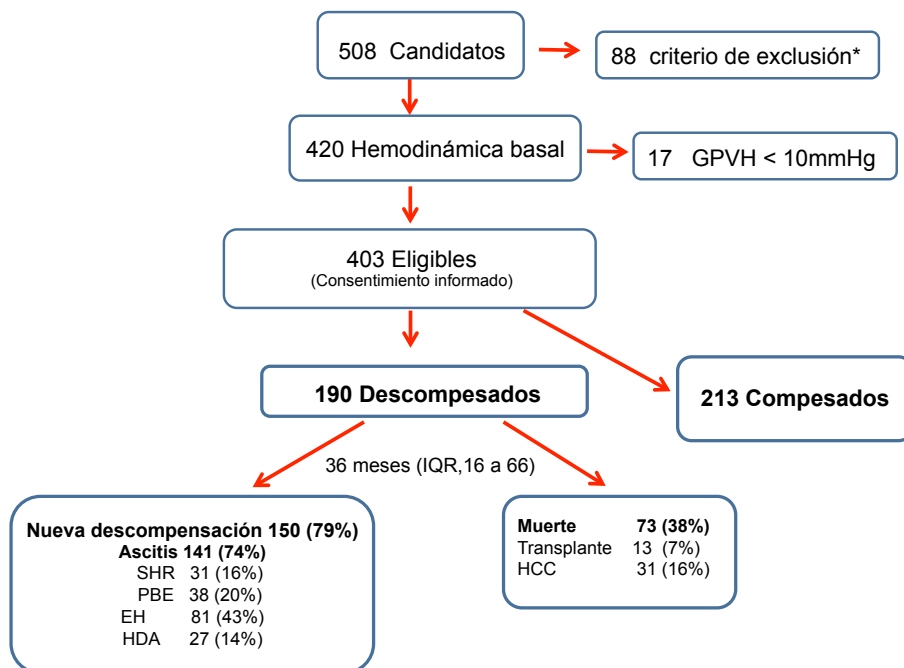 508 Candidatos
88 criterio de exclusión*
420 Hemodinámica basal
17 GPVH < 10mmHg
403 Eligibles
(Consentimiento informado)
190 Descompesados
213 Compesados
36 meses (IQR,16 a 66)
Nueva descompensación 150 (79%)
Ascitis 141 (74%)
SHR 31 (16%)
PBE 38 (20%)
EH 81 (43%)
HDA 27 (14%)
Muerte 73 (38%)
Transplante 13 (7%)
HCC 31 (16%)